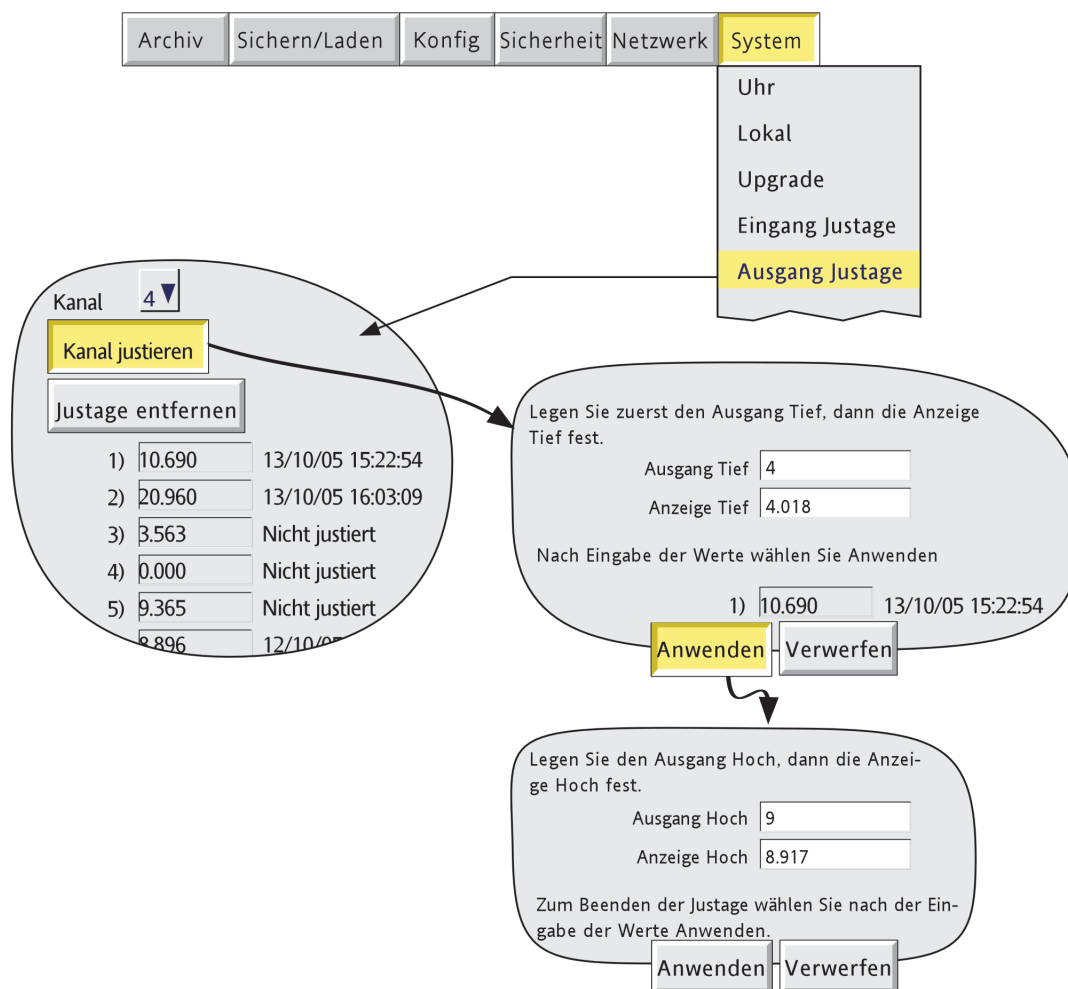 Archiv Sichern/Laden Konfig Sicherheit Netzwerk System
Uhr
Lokal
Upgrade
Eingang Justage
Ausgang Justage
Kanal 4
Kanal justieren
Justage entfernen
1) 10.690 13/10/05 15:22:54
2) 20.960 13/10/05 16:03:09
3) 3.563 Nicht justiert
4) 0.000 Nicht justiert
5) 9.365 Nicht justiert
8.896 12/10/05
Legen Sie zuerst den Ausgang Tief, dann die Anzeige
Tief fest.
Ausgang Tief 4
Anzeige Tief 4.018
Nach Eingabe der Werte wählen Sie Anwenden
1) 10.690 13/10/05 15:22:54
Anwenden Verwerfen
Legen Sie den Ausgang Hoch, dann die Anzei-
ge Hoch fest.
Ausgang Hoch 9
Anzeige Hoch 8.917
Zum Beenden der Justage wählen Sie nach der Ein-
gabe der Werte Anwenden.
Anwenden Verwerfen